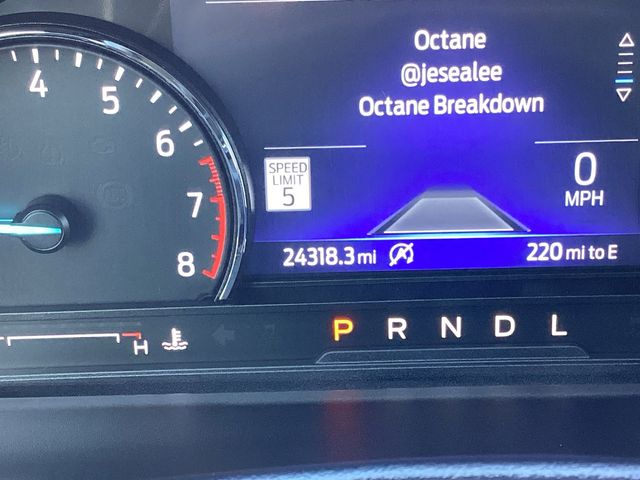 Octane
@jesealee
Octane Breakdown
4
5
6
7
8
SPEED
LIMIT
5
0
MPH
24318.3 mi
220 mi to E
H
P R N D L